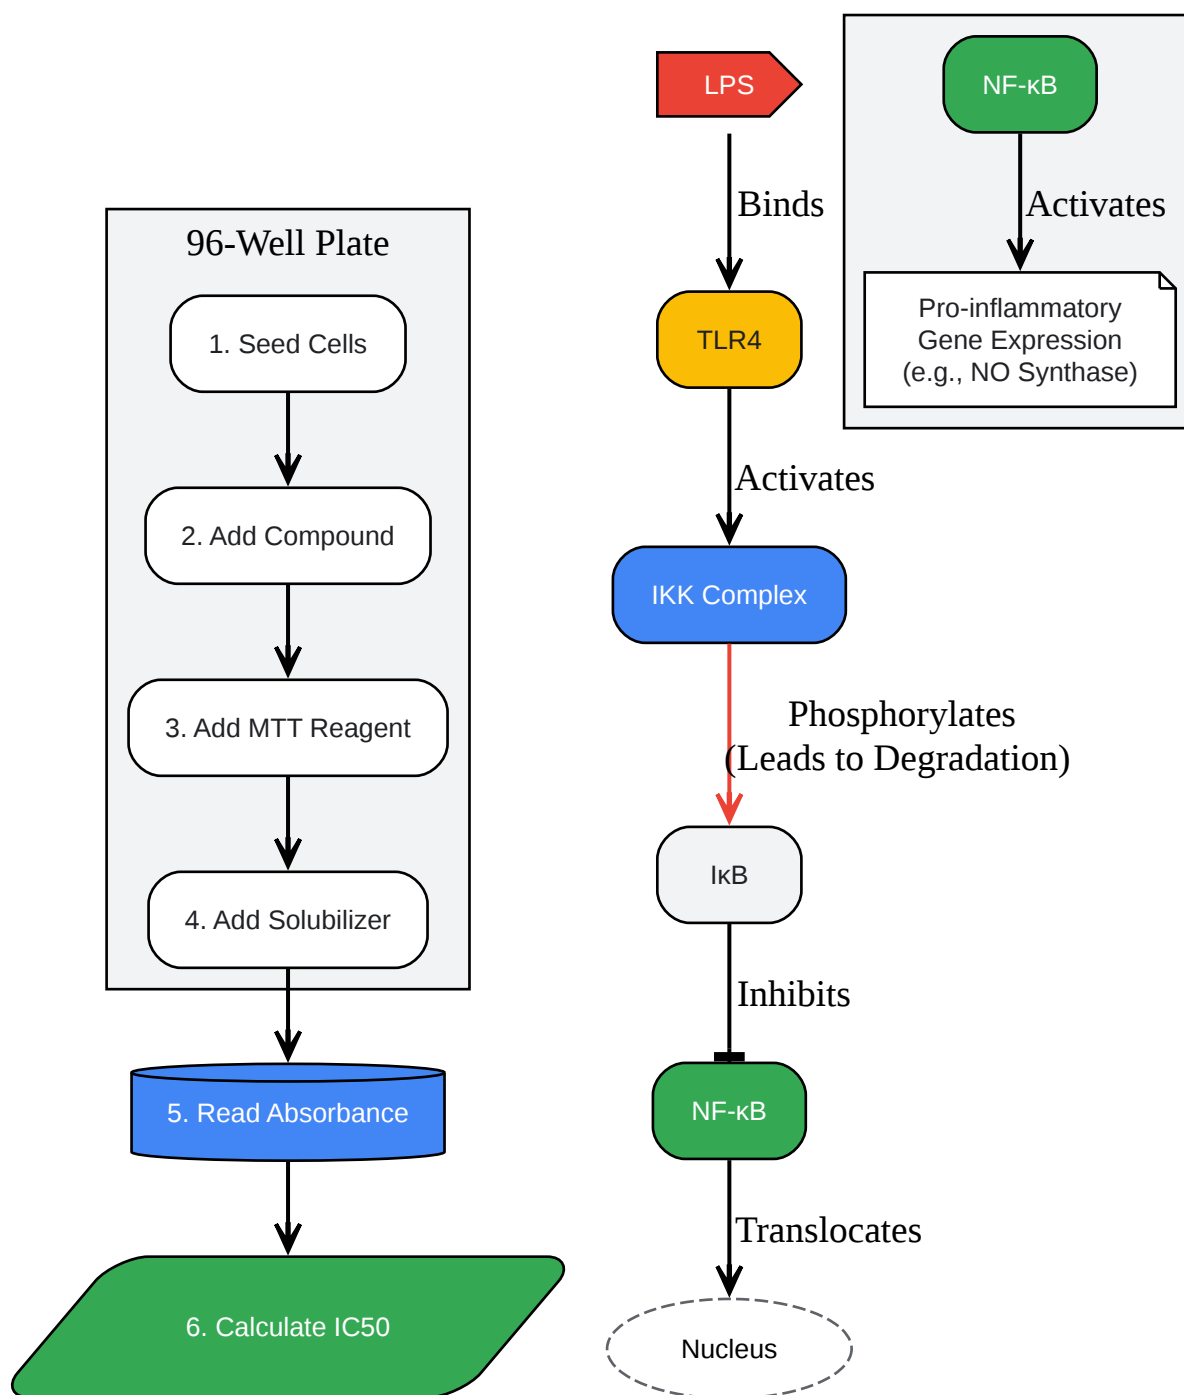 96-Well Plate
1. Seed Cells
2. Add Compound
3. Add MTT Reagent
4. Add Solubilizer
5. Read Absorbance
6. Calculate IC50
LPS
Binds
TLR4
Activates
IKK Complex
Phosphorylates
(Leads to Degradation)
IκB
Inhibits
NF-κB
Translocates
Nucleus
NF-κB
Activates
Pro-inflammatory
Gene Expression
(e.g., NO Synthase)